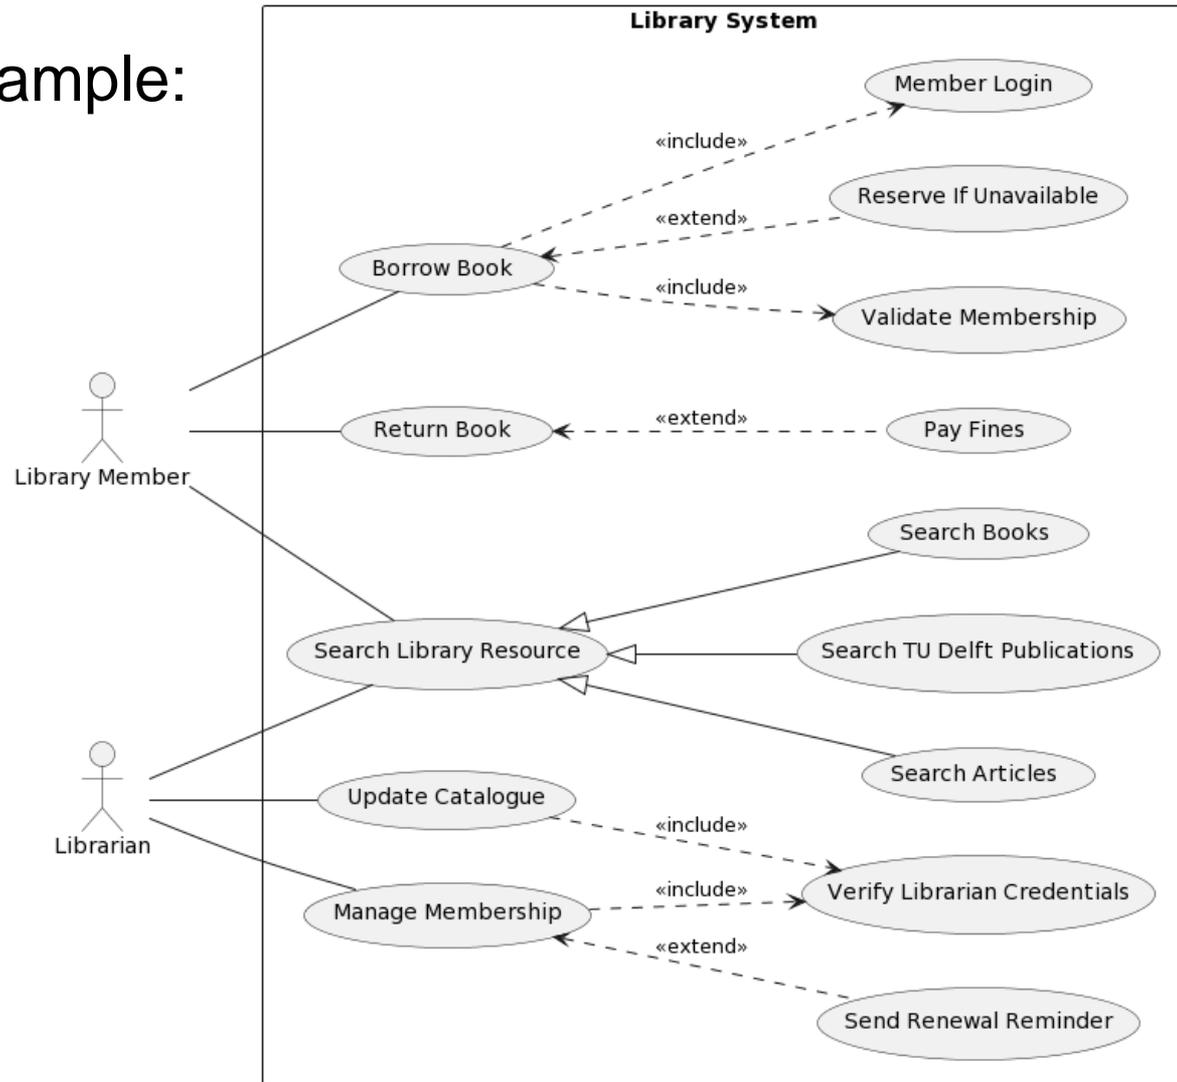 Library System
ample:
Member Login
«include»
Reserve If Unavailable
«extend»
Borrow Book
«include»
Validate Membership
Library Member
Return Book
«extend»
Pay Fines
Search Books
Search Library Resource
Search TU Delft Publications
Search Articles
Librarian
Update Catalogue
«include»
Verify Librarian Credentials
«include»
Manage Membership
«extend»
Send Renewal Reminder